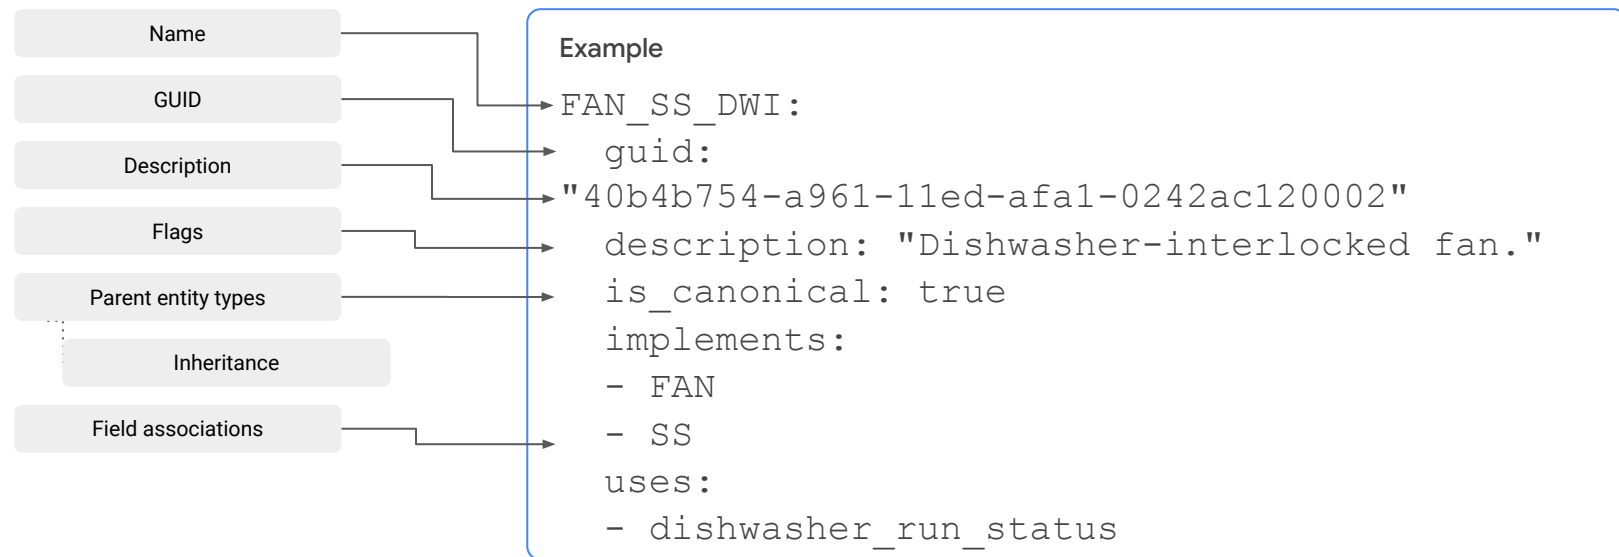 Name
GUID
Description
Flags
Parent entity types
Inheritance
Field associations
Example
FAN_SS_DWI:
  guid:
"40b4b754-a961-11ed-afa1-0242ac120002"
  description: "Dishwasher-interlocked fan."
  is_canonical: true
  implements:
  - FAN
  - SS
  uses:
  - dishwasher_run_status